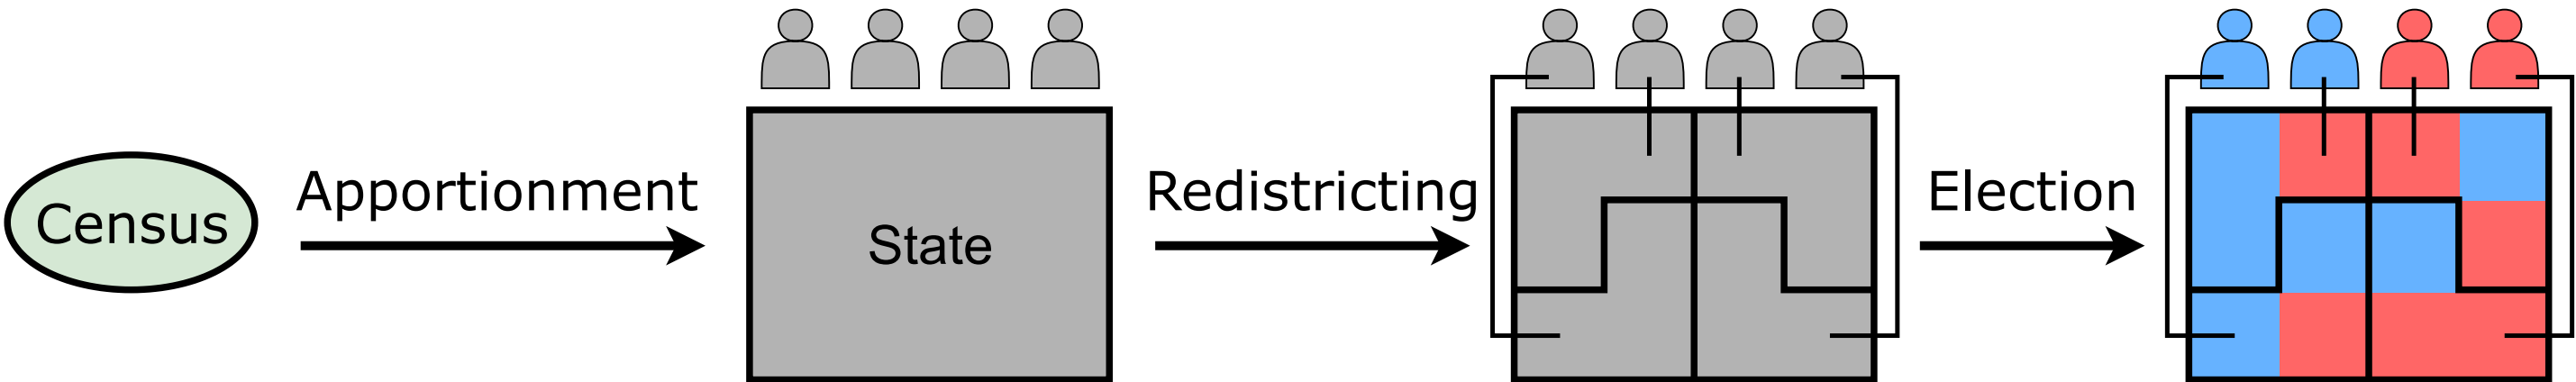 Census
Apportionment
State
Redistricting
Election